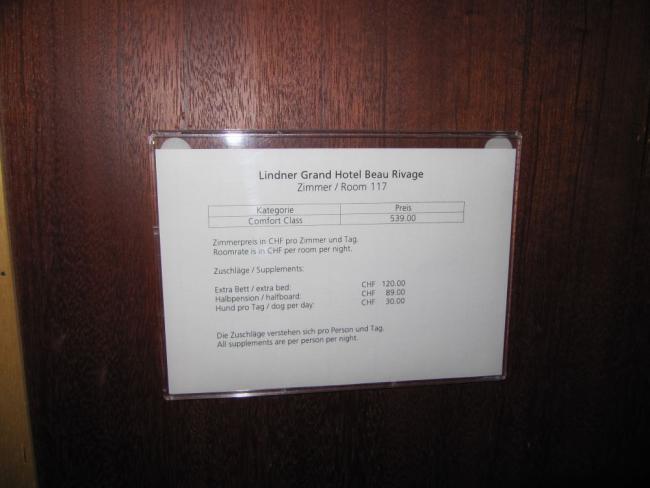 Lindner Grand Hotel Beau Rivage
Zimmer / Room 117
Kategorie Preis
Comfort Class 539.00
Zimmerpreis in CHF pro Zimmer und Tag.
Roomrate is in CHF per room per night.
Zuschläge / Supplements:
Extra Bett / extra bed: CHF 120.00
Halbpension / halfboard: CHF 89.00
Hund pro Tag / dog per day: CHF 30.00
Die Zuschläge verstehen sich pro Person und Tag.
All supplements are per person per night.